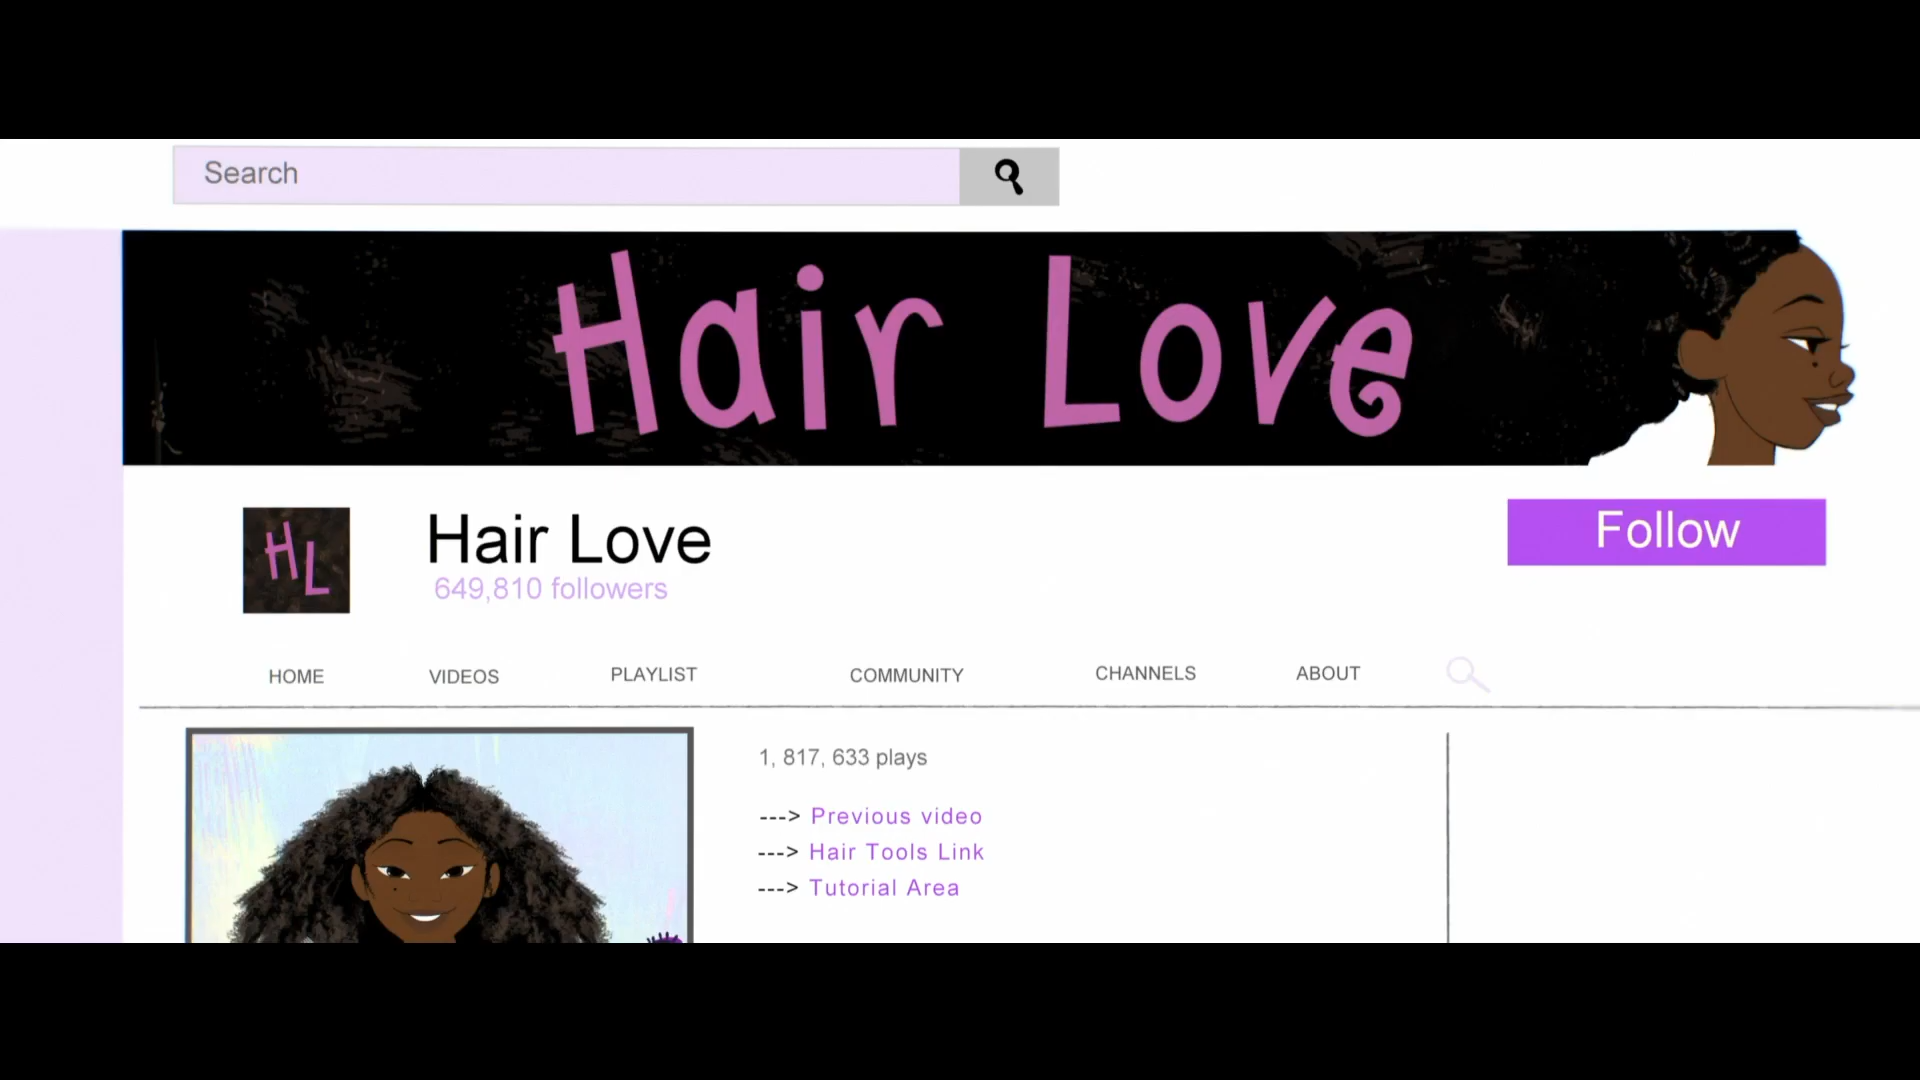 Search
Hair Love
HL
Hair Love
Follow
649,810 followers
HOME VIDEOS PLAYLIST COMMUNITY CHANNELS ABOUT
1, 817, 633 plays
---> Previous video
---> Hair Tools Link
---> Tutorial Area